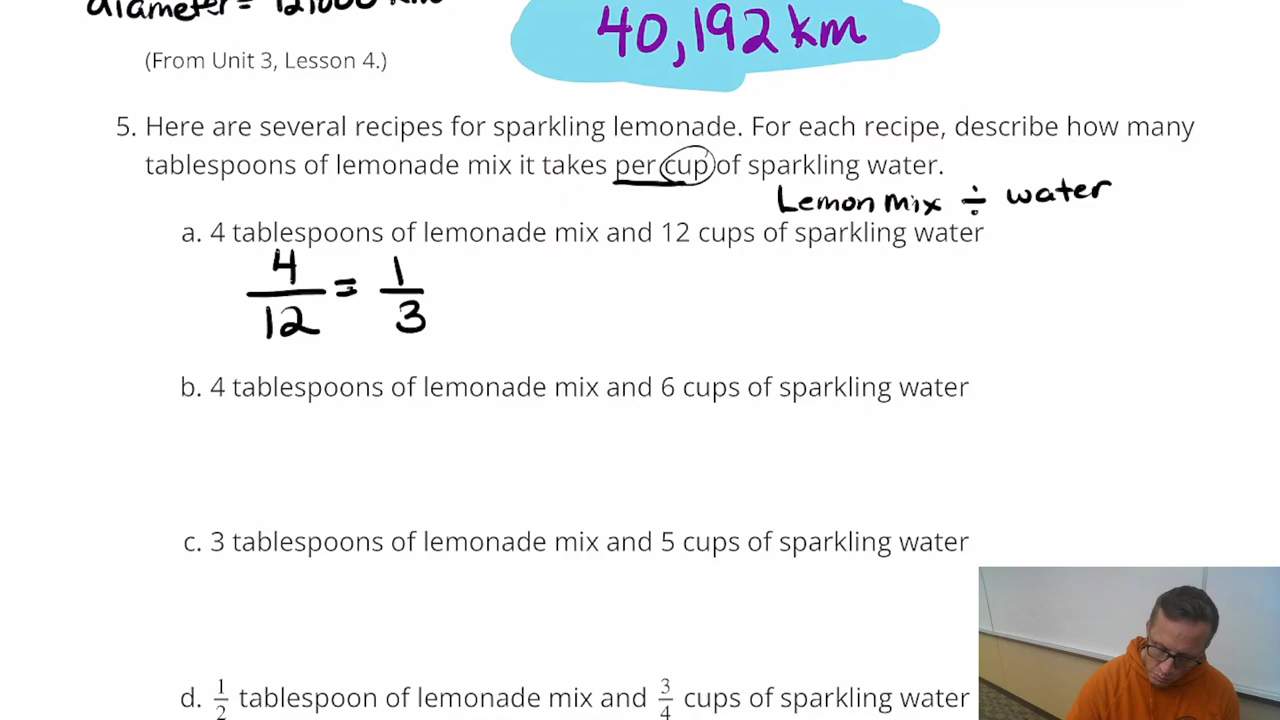 diameter =
40,192 km
(From Unit 3, Lesson 4.)
5. Here are several recipes for sparkling lemonade. For each recipe, describe how many
tablespoons of lemonade mix it takes per cup of sparkling water.
Lemon mix ÷ water
a. 4 tablespoons of lemonade mix and 12 cups of sparkling water
4/12 = 1/3
b. 4 tablespoons of lemonade mix and 6 cups of sparkling water
c. 3 tablespoons of lemonade mix and 5 cups of sparkling water
d. 1/2 tablespoon of lemonade mix and 3/4 cups of sparkling water